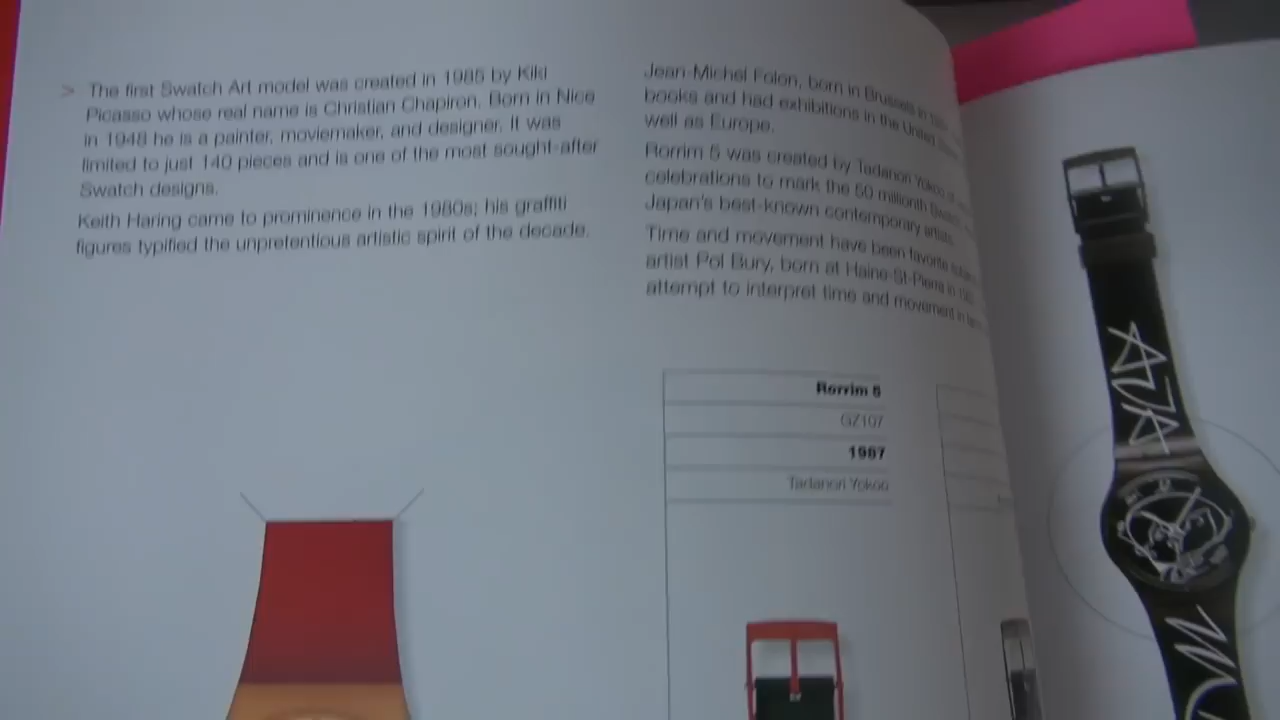 > The first Swatch Art model was created in 1985 by Kiki
Picasso whose real name is Christian Chapiron. Born in Nice
in 1948 he is a painter, moviemaker, and designer. It was
limited to just 140 pieces and is one of the most sought-after
Swatch designs.
Keith Haring came to prominence in the 1980s; his graffiti
figures typified the unpretentious artistic spirit of the decade.
Jean-Michel Folon, born in Brussels in
books and had exhibitions in the United
well as Europe.
Rorrim 5 was created by Tadanori Yokoo
celebrations to mark the 50 millionth
Japan's best-known contemporary artists.
Time and movement have been favorite
artist Pol Bury, born at Haine-St-Pierre in
attempt to interpret time and movement in
Rorrim 5
GZ107
1987
Tadanori Yokoo